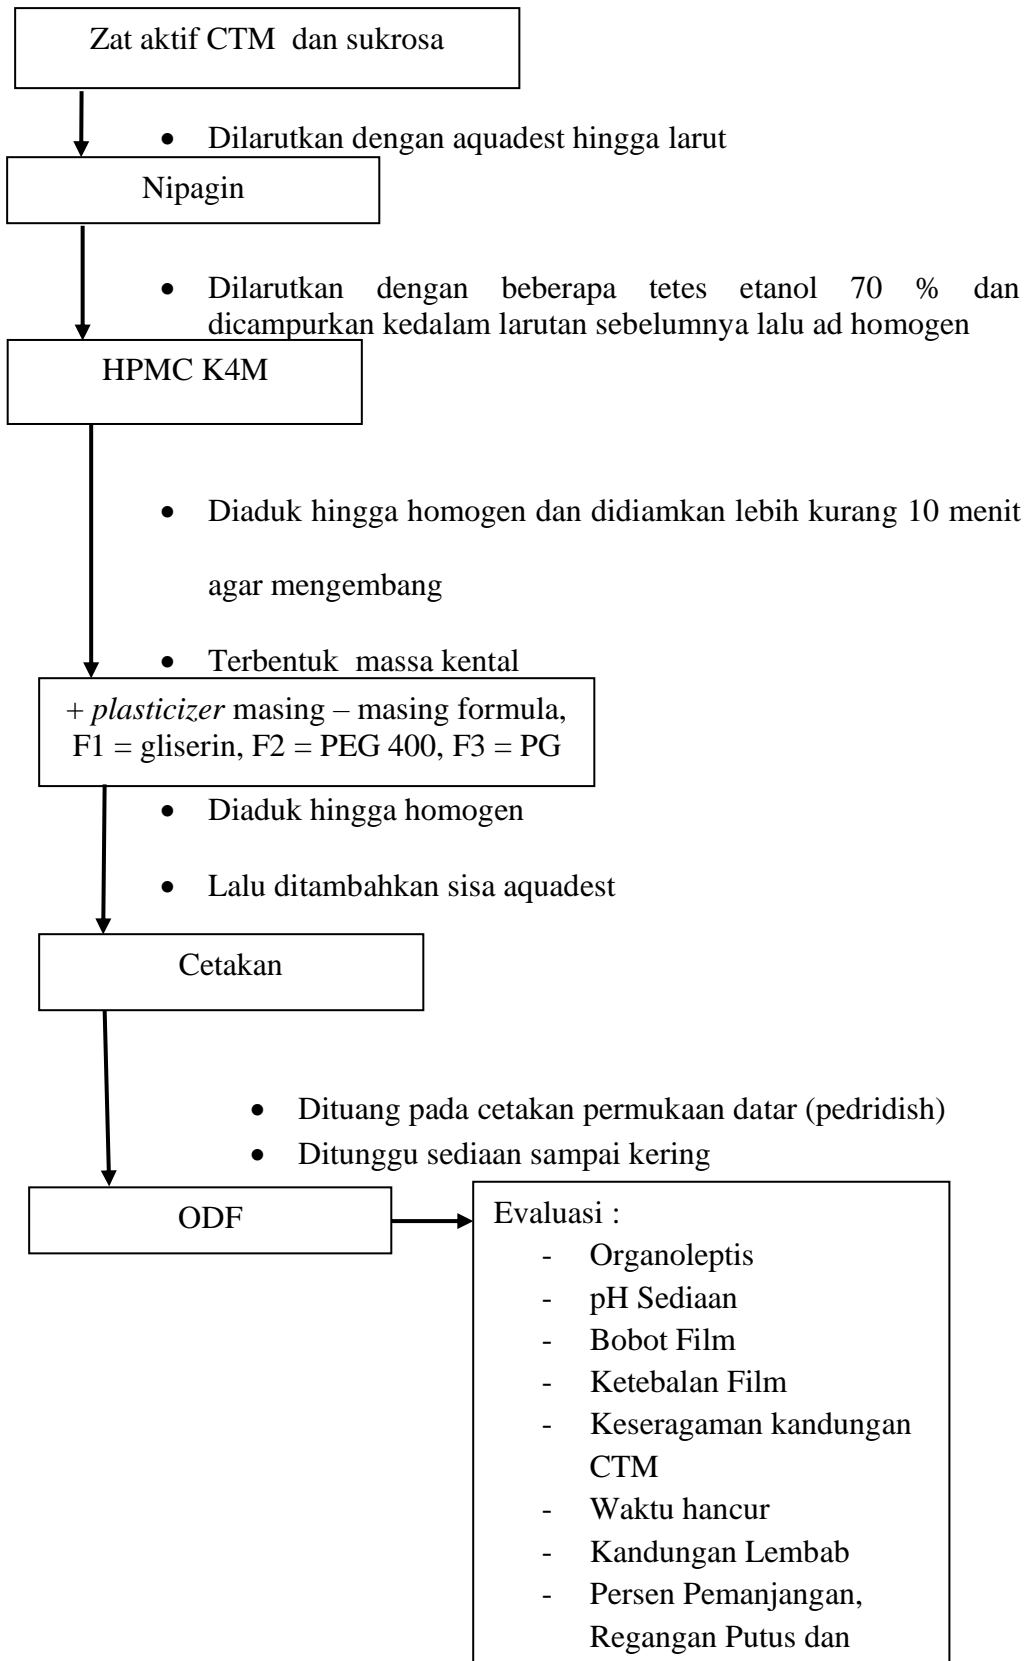 Zat aktif CTM dan sukrosa
• Dilarutkan dengan aquadest hingga larut
Nipagin
• Dilarutkan dengan beberapa tetes etanol 70 % dan
dicampurkan kedalam larutan sebelumnya lalu ad homogen
HPMC K4M
• Diaduk hingga homogen dan didiamkan lebih kurang 10 menit
agar mengembang
• Terbentuk massa kental
+ plasticizer masing – masing formula,
F1 = gliserin, F2 = PEG 400, F3 = PG
• Diaduk hingga homogen
• Lalu ditambahkan sisa aquadest
Cetakan
• Dituang pada cetakan permukaan datar (pedridish)
• Ditunggu sediaan sampai kering
ODF
Evaluasi :
- Organoleptis
- pH Sediaan
- Bobot Film
- Ketebalan Film
- Keseragaman kandungan
CTM
- Waktu hancur
- Kandungan Lembab
- Persen Pemanjangan,
Regangan Putus dan